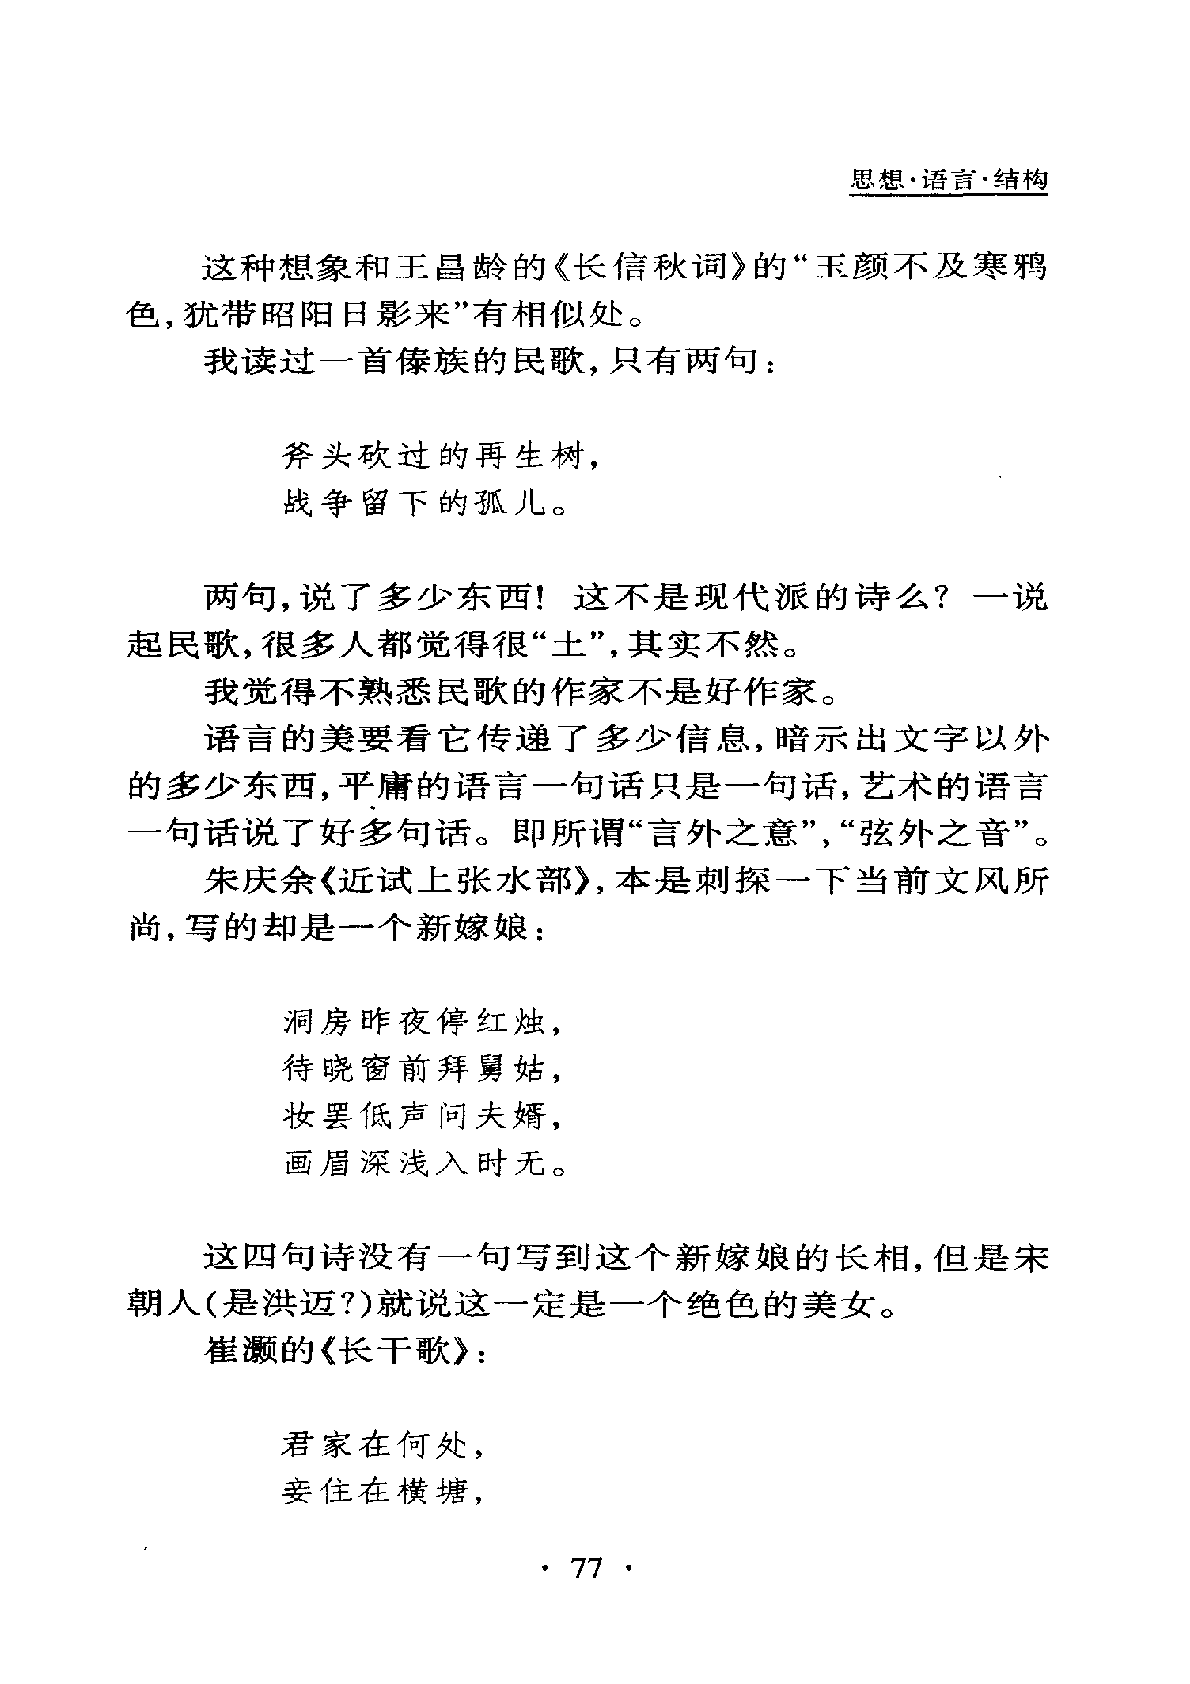 思想·语言·结构
这种想象和王昌龄的《长信秋词》的“玉颜不及寒鸦
色,犹带昭阳日影来”有相似处。
我读过一首傣族的民歌,只有两句:
斧头砍过的再生树,
战争留下的孤儿。
两句,说了多少东西! 这不是现代派的诗么? 一说
起民歌,很多人都觉得很“土”,其实不然。
我觉得不熟悉民歌的作家不是好作家。
语言的美要看它传递了多少信息,暗示出文字以外
的多少东西,平庸的语言一句话只是一句话,艺术的语言
一句话说了好多句话。即所谓“言外之意”,“弦外之音”。
朱庆余《近试上张水部》,本是刺探一下当前文风所
尚,写的却是一个新嫁娘:
洞房昨夜停红烛,
待晓窗前拜舅姑,
妆罢低声问夫婿,
画眉深浅入时无。
这四句诗没有一句写到这个新嫁娘的长相,但是宋
朝人(是洪迈?)就说这一定是一个绝色的美女。
崔灏的《长干歌》:
君家在何处,
妾住在横塘,
· 77 ·